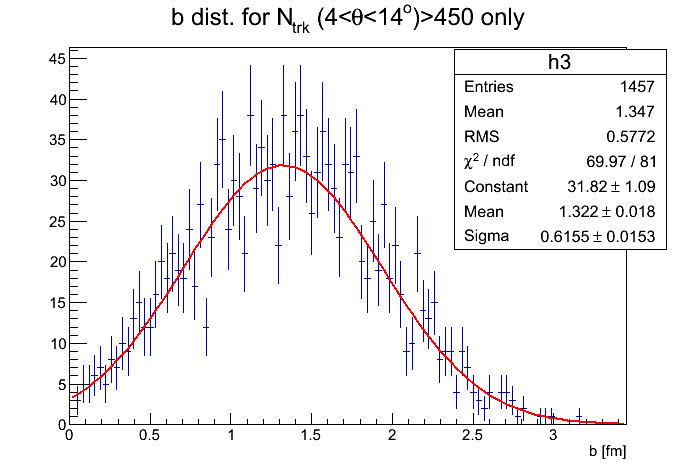 b dist. for N_trk (4<θ<14°)>450 only
h3
Entries 1457
Mean 1.347
RMS 0.5772
χ² / ndf 69.97 / 81
Constant 31.82 ± 1.09
Mean 1.322 ± 0.018
Sigma 0.6155 ± 0.0153
45
40
35
30
25
20
15
10
5
0
0 0.5 1 1.5 2 2.5 3
b [fm]